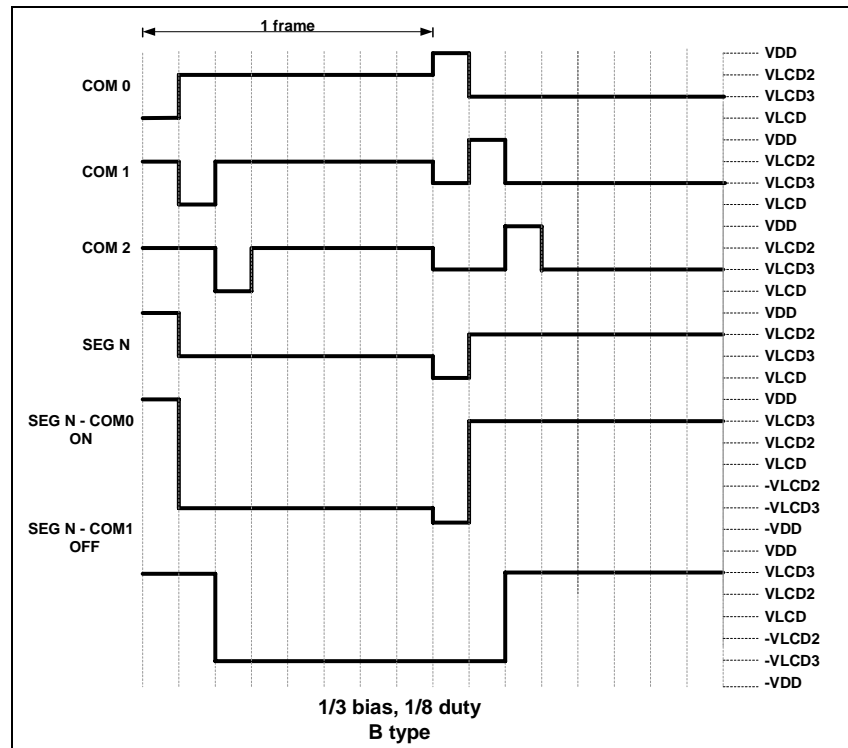 1 frame
COM 0
VDD
VLCD2
VLCD3
VLCD
COM 1
VDD
VLCD2
VLCD3
VLCD
COM 2
VDD
VLCD2
VLCD3
VLCD
SEG N
VDD
VLCD2
VLCD3
VLCD
SEG N - COM0
ON
VDD
VLCD3
VLCD2
VLCD
-VLCD2
-VLCD3
-VDD
SEG N - COM1
OFF
VDD
VLCD3
VLCD2
VLCD
-VLCD2
-VLCD3
-VDD
1/3 bias, 1/8 duty
B type